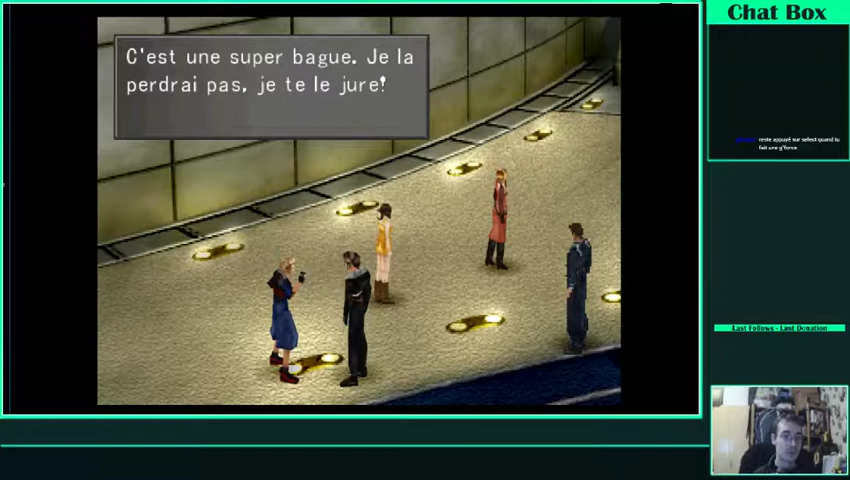 C'est une super bague. Je la
perdrai pas, je te le jure!
Chat Box
reste appuyé sur select quand tu
fait une g'force
Last Follows - Last Donation